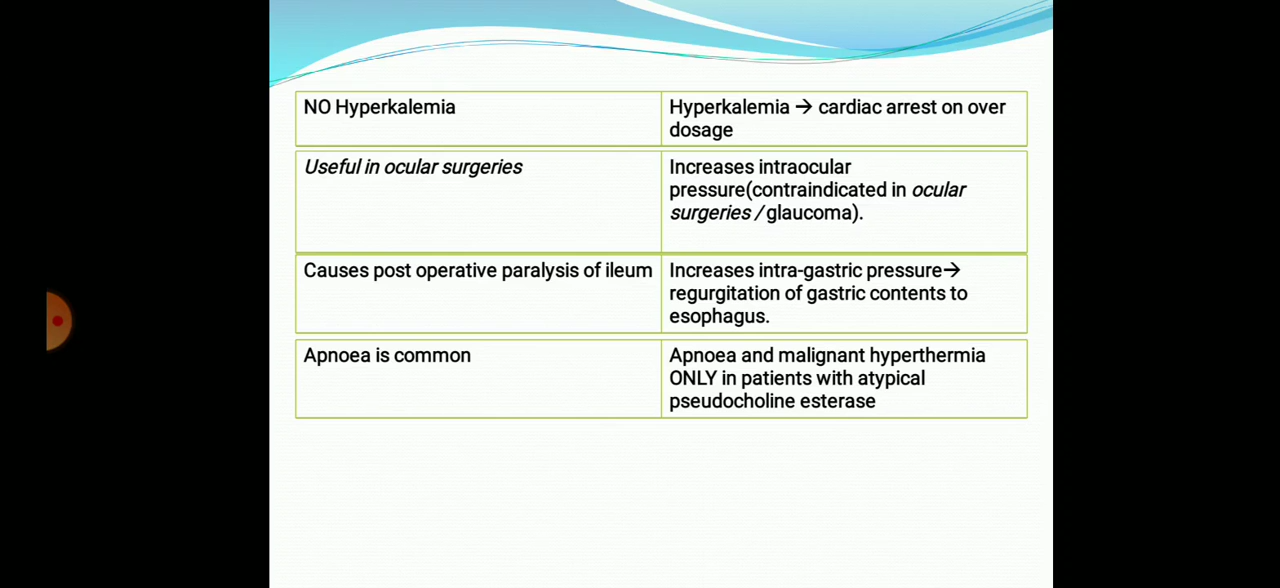 NO Hyperkalemia
Hyperkalemia → cardiac arrest on over
dosage
Useful in ocular surgeries
Increases intraocular
pressure(contraindicated in ocular
surgeries /glaucoma).
Causes post operative paralysis of ileum
Increases intra-gastric pressure→
regurgitation of gastric contents to
esophagus.
Apnoea is common
Apnoea and malignant hyperthermia
ONLY in patients with atypical
pseudocholine esterase